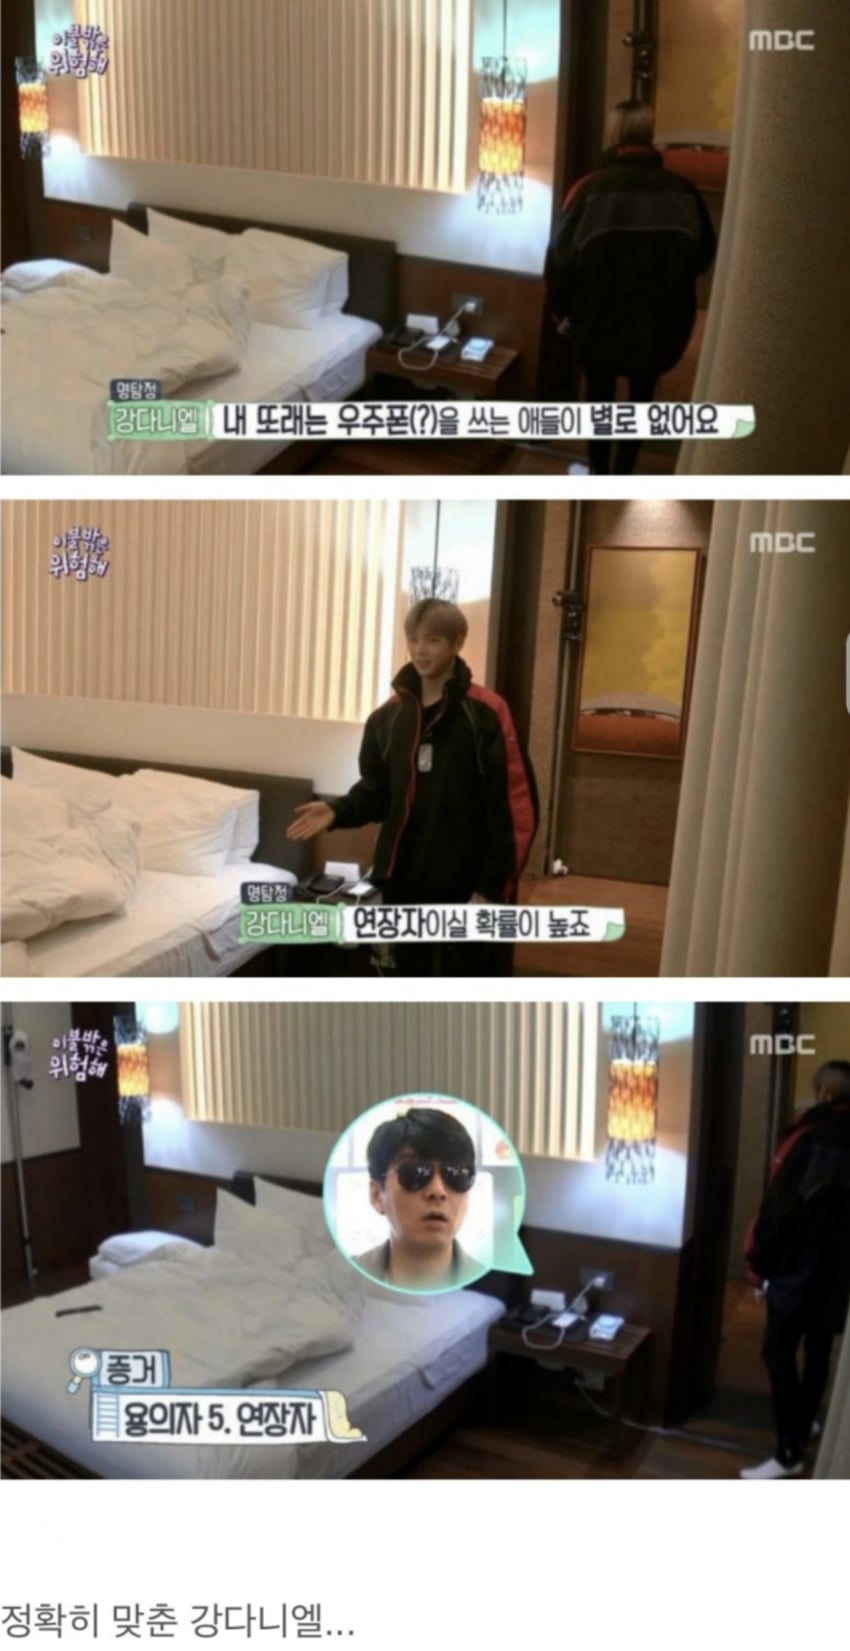 이불 밖은
위험해
MBC
명탐정
강다니엘 내 또래는 우주폰(?)을 쓰는 애들이 별로 없어요
이불 밖은
위험해
MBC
명탐정
강다니엘 연장자이실 확률이 높죠
이불 밖은
위험해
MBC
증거
용의자 5. 연장자
정확히 맞춘 강다니엘...